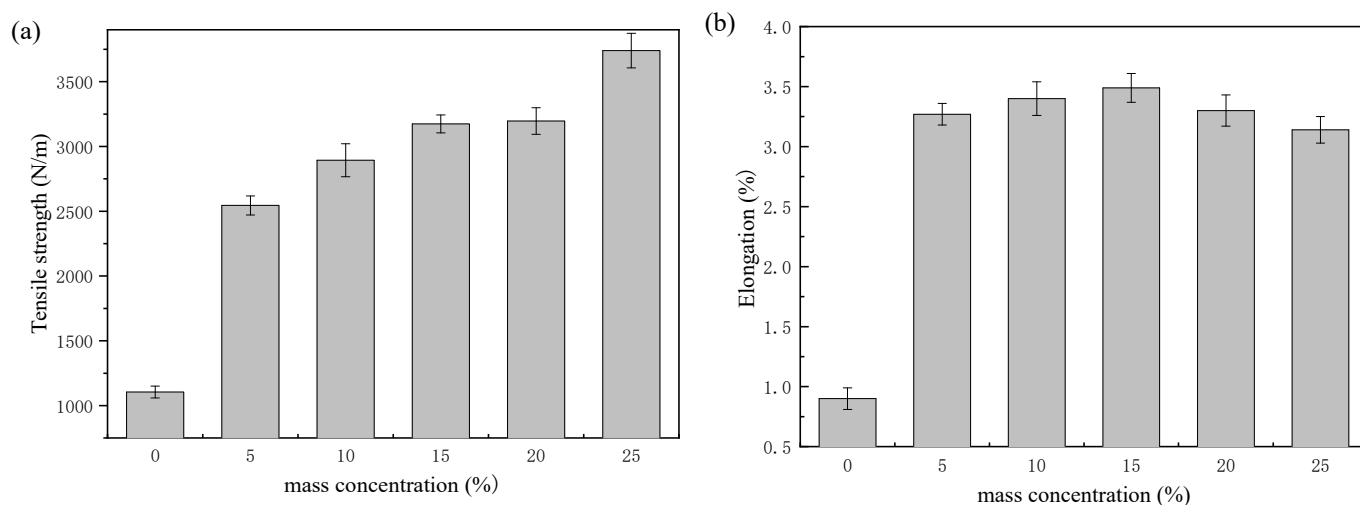 (a)
Tensile strength (N/m)
3500
3000
2500
2000
1500
1000
0 5 10 15 20 25
mass concentration (%)
(b)
Elongation (%)
4.0
3.5
3.0
2.5
2.0
1.5
1.0
0.5
0 5 10 15 20 25
mass concentration (%)